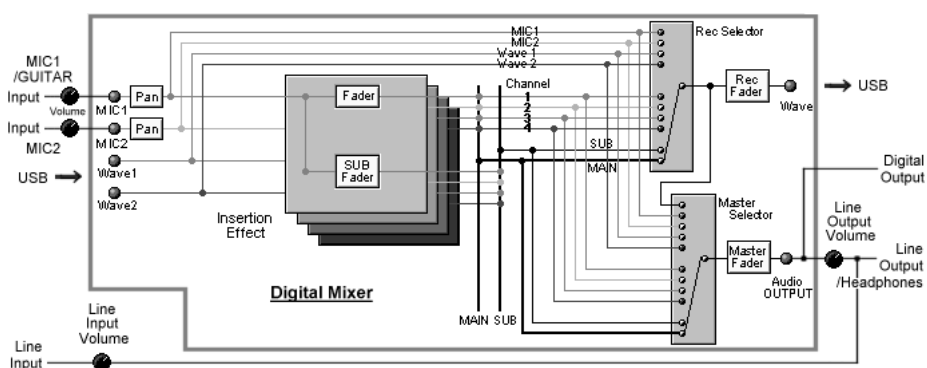 MIC1
/GUITAR
Input
Volume
MIC1
Pan
Input
MIC2
MIC2
Pan
USB
Wave1
Wave2
Insertion
Effect
Fader
SUB
Fader
MIC1
MIC2
Wave 1
Wave 2
Channel
1
2
3
4
SUB
MAIN
Rec Selector
Rec
Fader
Wave
USB
Master
Selector
Master
Fader
Audio
OUTPUT
Digital
Output
Line
Output
Volume
Line
Output
/Headphones
Digital Mixer
MAIN SUB
Line
Input
Volume
Line
Input